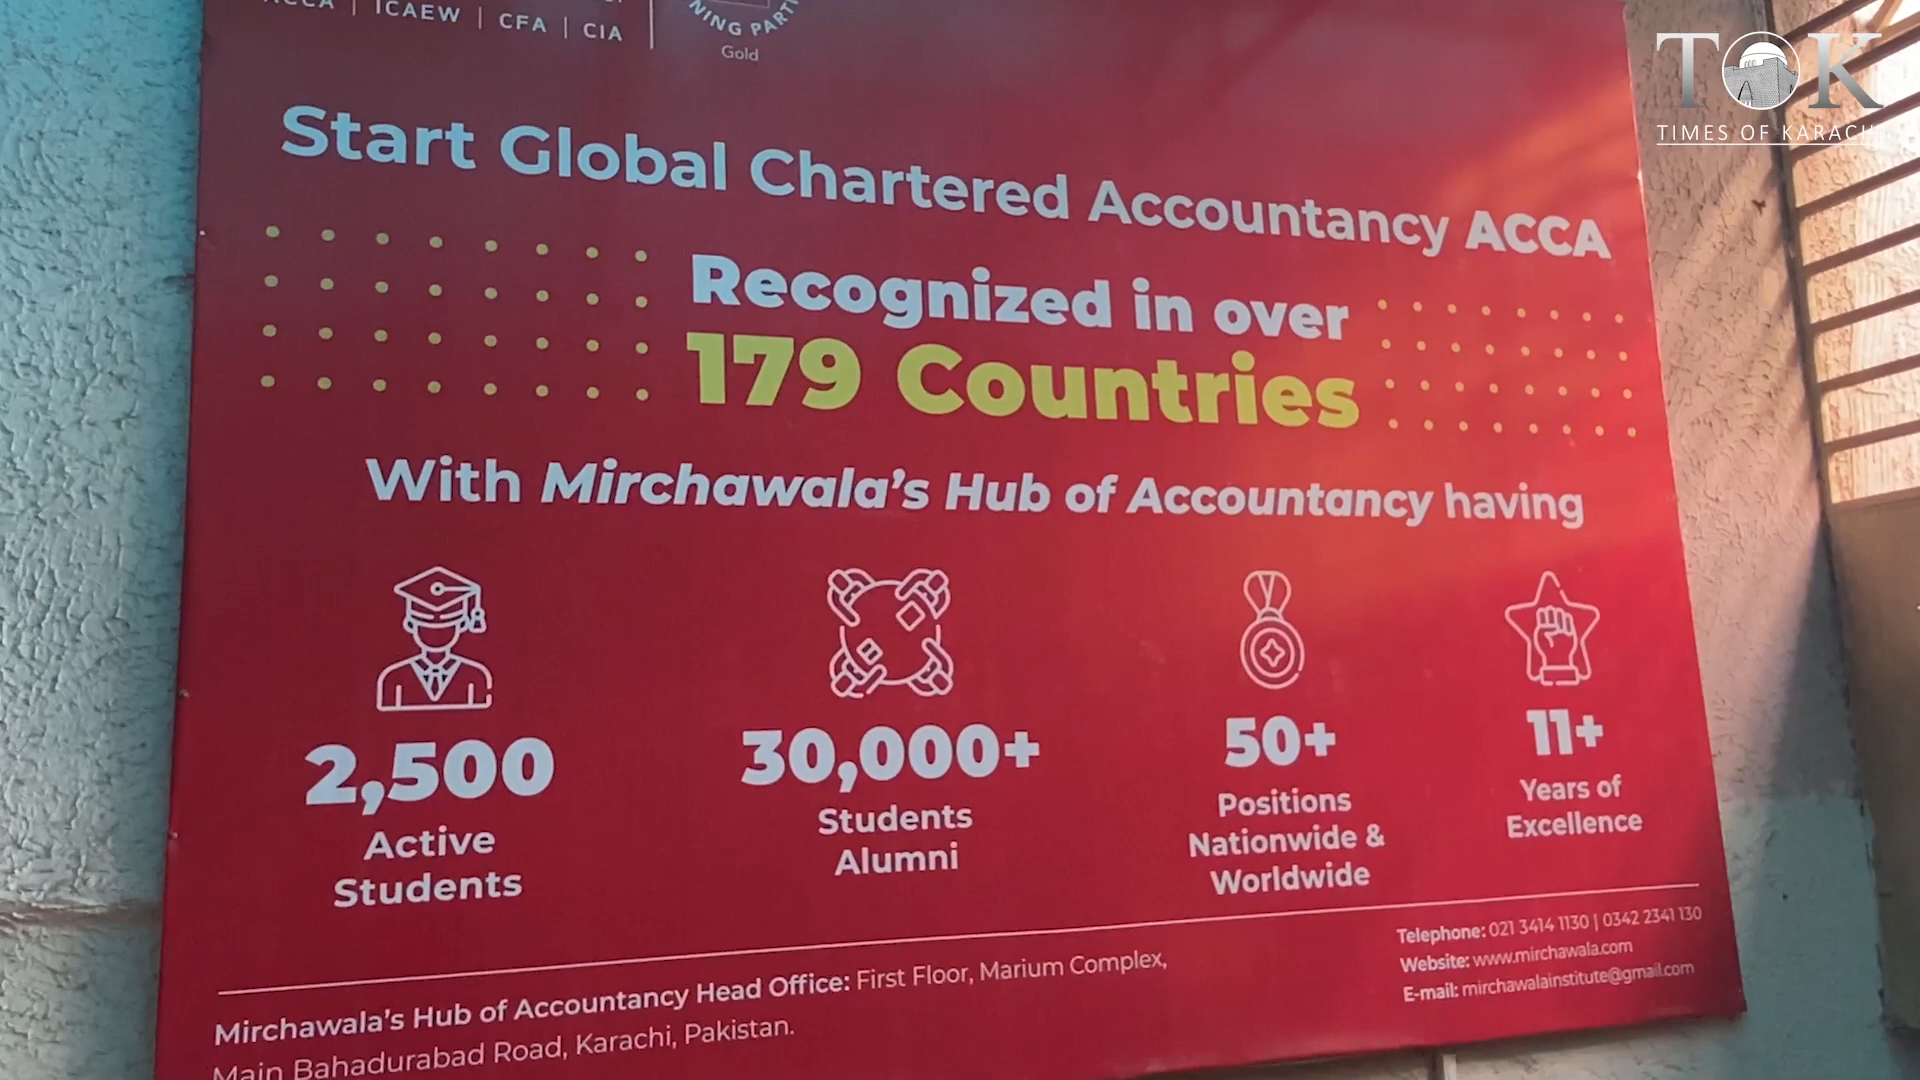 ICAEW | CFA | CIA
NING PARTI
Gold
TOK
TIMES OF KARACHI
Start Global Chartered Accountancy ACCA
Recognized in over
179 Countries
With Mirchawala's Hub of Accountancy having
2,500
Active
Students
30,000+
Students
Alumni
50+
Positions
Nationwide &
Worldwide
11+
Years of
Excellence
Mirchawala's Hub of Accountancy Head Office: First Floor, Marium Complex,
Main Bahadurabad Road, Karachi, Pakistan.
Telephone: 021 3414 1130 | 0342 2341 130
Website: www.mirchawala.com
E-mail: mirchawalainstitute@gmail.com